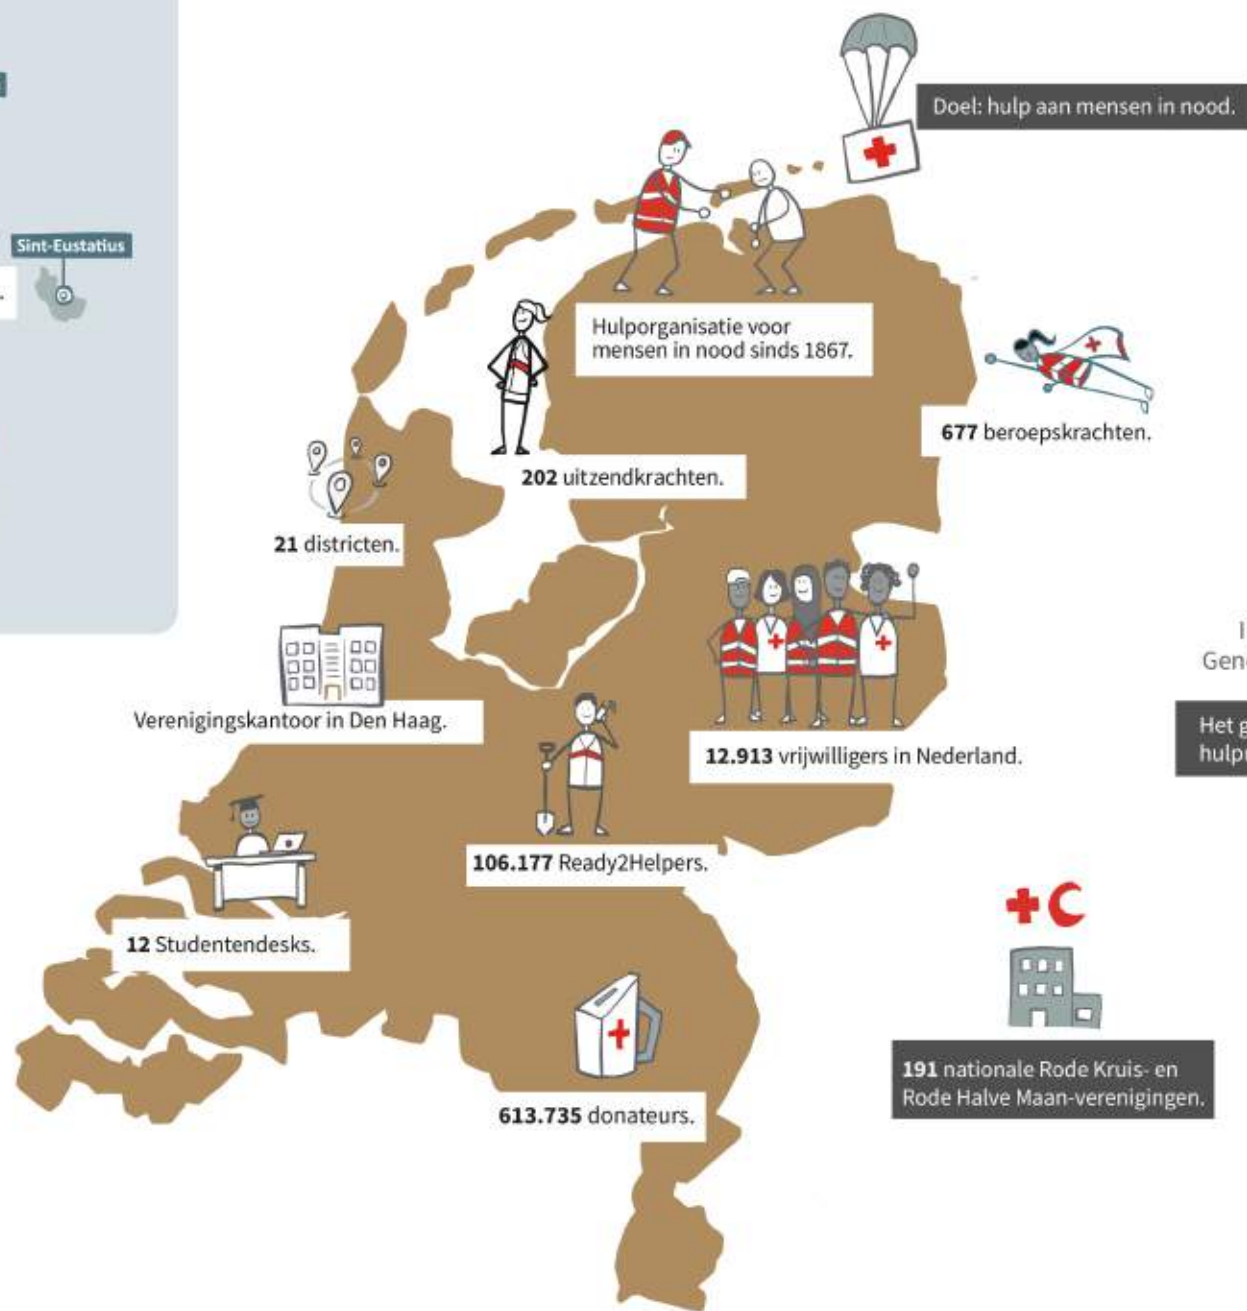 Doel: hulp aan mensen in nood.
Sint-Eustatius
Hulporganisatie voor
mensen in nood sinds 1867.
677 beroepskrachten.
202 uitzendkrachten.
21 districten.
Verenigingskantoor in Den Haag.
12.913 vrijwilligers in Nederland.
Het g
106.177 Ready2Helpers.
12 Studentendesks.
191 nationale Rode Kruis- en
Rode Halve Maan-verenigingen.
613.735 donateurs.